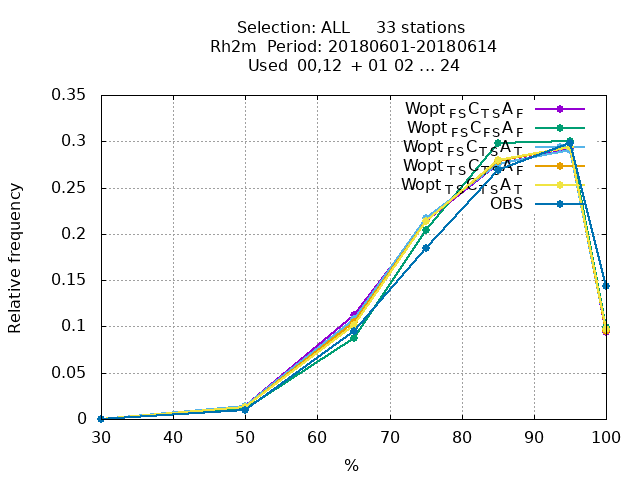 Selection: ALL 33 stations
Rh2m Period: 20180601-20180614
Used 00,12 + 01 02 ... 24
0.35
0.3
0.25
0.2
0.15
0.1
0.05
0
Relative frequency
Wopt FS C TS A F
Wopt FS C FS A F
Wopt FS C TS A T
Wopt TS C TS A F
Wopt TS C TS A T
OBS
30 40 50 60 70 80 90 100
%